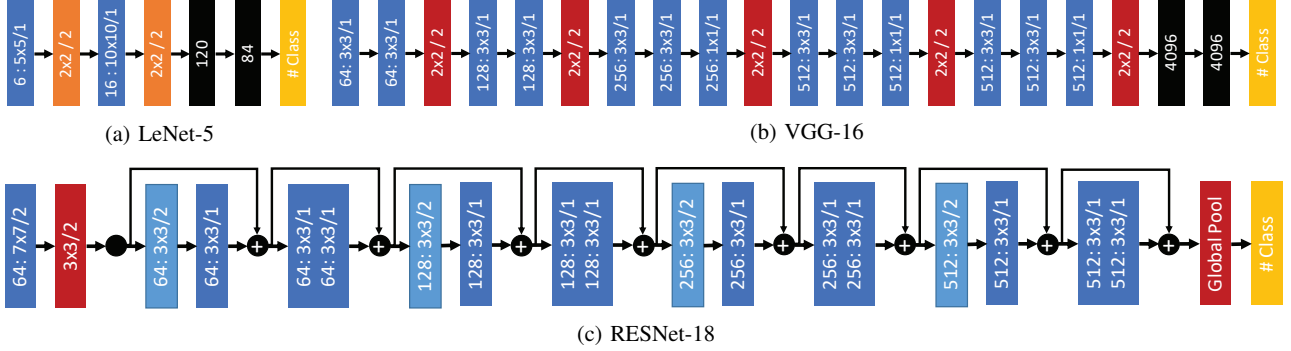 6 : 5x5/1
2x2 / 2
16 : 10x10/1
2x2 / 2
120
84
# Class
64: 3x3/1
64: 3x3/1
2x2 / 2
128: 3x3/1
128: 3x3/1
2x2 / 2
256: 3x3/1
256: 3x3/1
256: 1x1/1
2x2 / 2
512: 3x3/1
512: 3x3/1
512: 1x1/1
2x2 / 2
512: 3x3/1
512: 3x3/1
512: 1x1/1
2x2 / 2
4096
4096
# Class
(a) LeNet-5
(b) VGG-16
64: 7x7/2
3x3/2
64: 3x3/2
64: 3x3/1
+
64: 3x3/1
64: 3x3/1
+
128: 3x3/2
128: 3x3/1
+
128: 3x3/1
128: 3x3/1
+
256: 3x3/2
256: 3x3/1
+
256: 3x3/1
256: 3x3/1
+
512: 3x3/2
512: 3x3/1
+
512: 3x3/1
512: 3x3/1
+
Global Pool
# Class
(c) RESNet-18